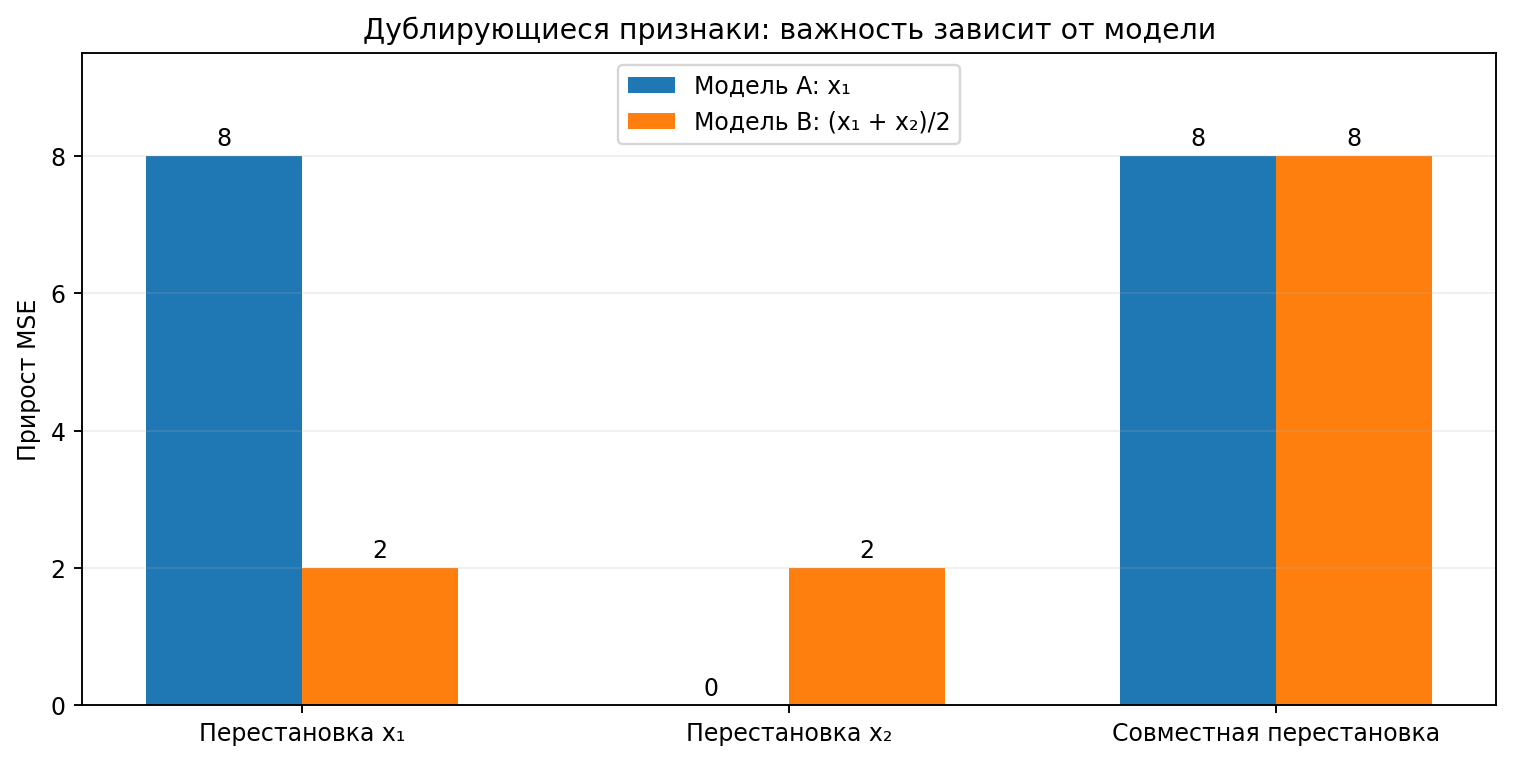 Дублирующиеся признаки: важность зависит от модели
Модель A: x₁
Модель B: (x₁ + x₂)/2
Прирост MSE
8
6
4
2
0
8
2
0
2
8
8
Перестановка x₁
Перестановка x₂
Совместная перестановка